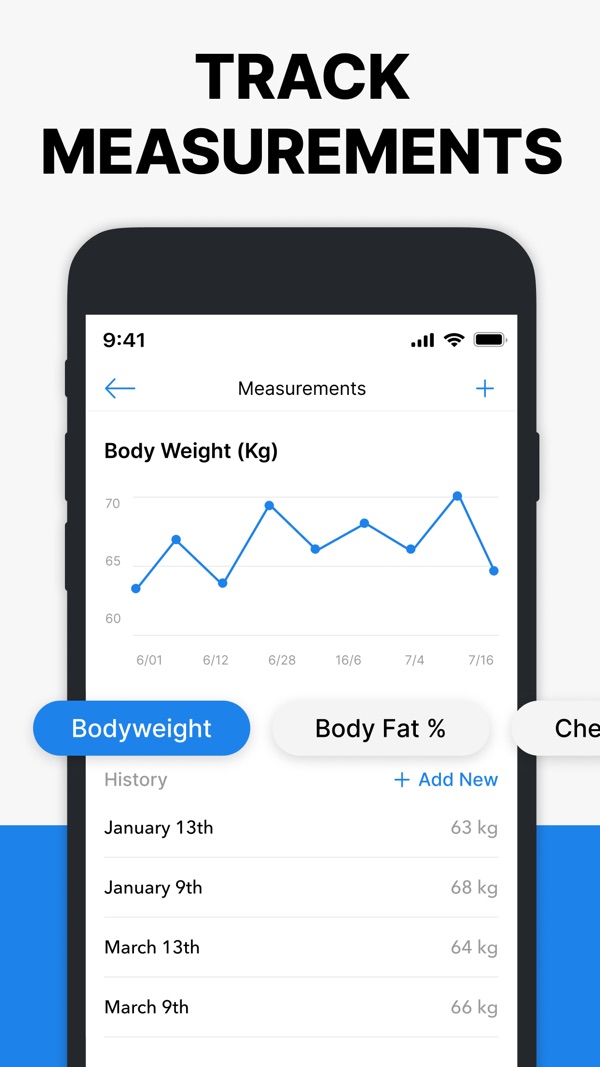 TRACK
MEASUREMENTS
9:41
Measurements +
Body Weight (Kg)
70
65
60
6/01 6/12 6/28 16/6 7/4 7/16
Bodyweight Body Fat % Che
History + Add New
January 13th 63 kg
January 9th 68 kg
March 13th 64 kg
March 9th 66 kg